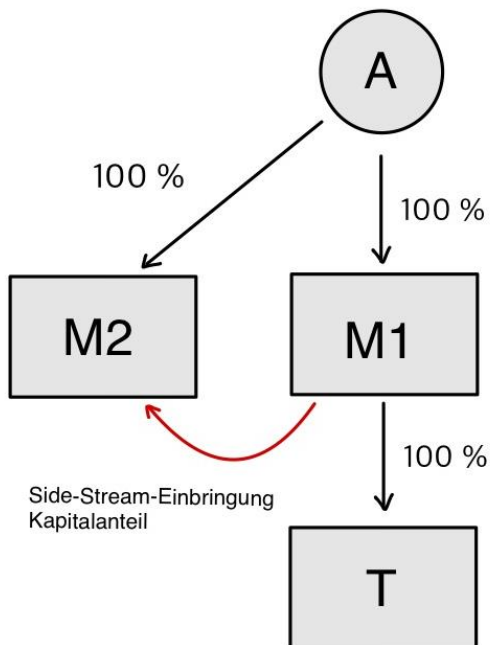 A
100 %
100 %
M2
M1
100 %
Side-Stream-Einbringung
Kapitalanteil
T